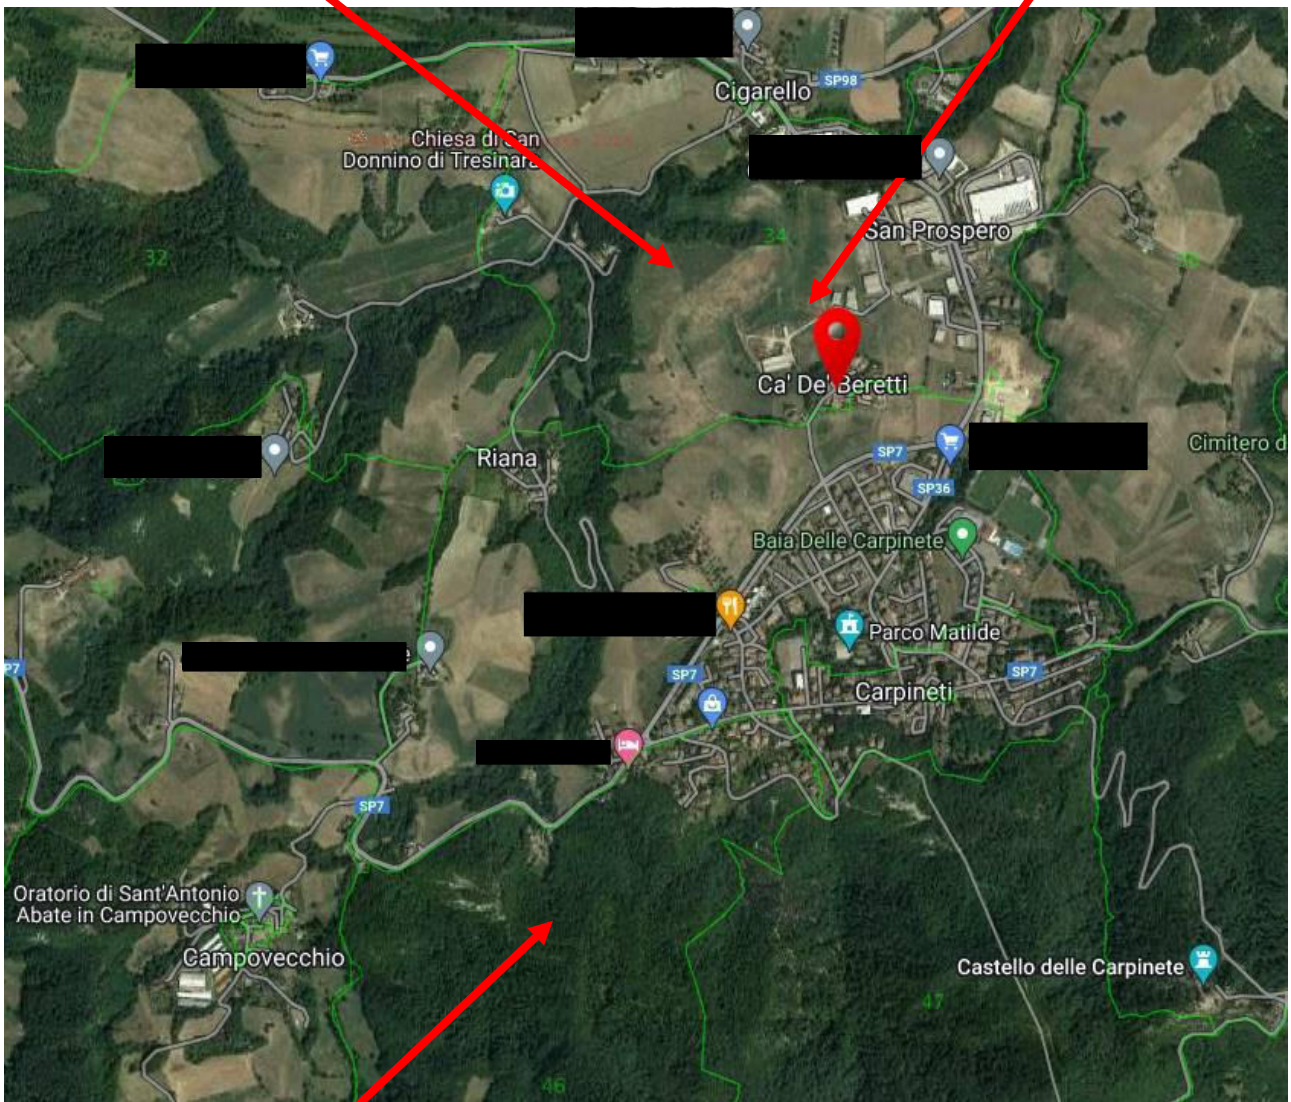 SP98
Cigarello
Chiesa di San
Donnino di Tresinara
San Prospero
34
32
Ca' De' Beretti
Cimitero d
SP7
Riana
SP36
Baia Delle Carpinete
Parco Matilde
P7
SP7
SP7
Carpineti
SP7
Oratorio di Sant'Antonio
Abate in Campovecchio
Campovecchio
Castello delle Carpinete
47
46